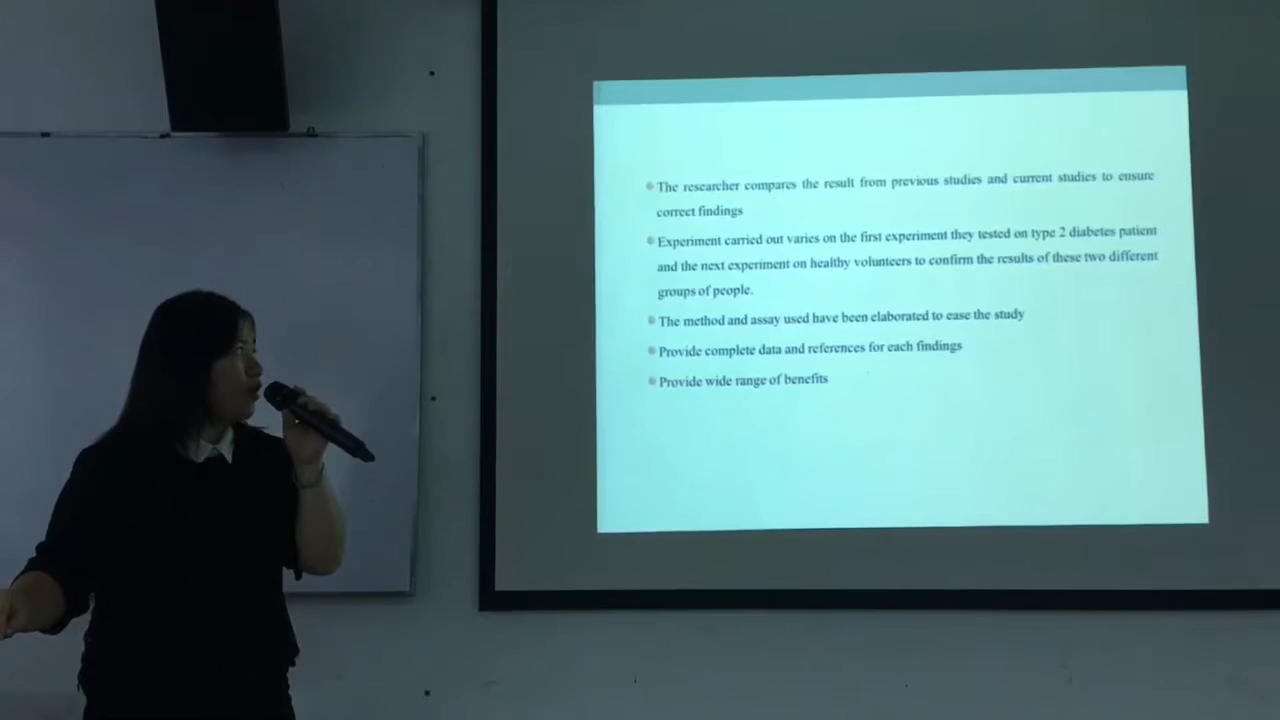 The researcher compares the result from previous studies and current studies to ensure
correct findings
Experiment carried out varies on the first experiment they tested on type 2 diabetes patient
and the next experiment on healthy volunteers to confirm the results of these two different
groups of people.
The method and assay used have been elaborated to ease the study
Provide complete data and references for each findings
Provide wide range of benefits